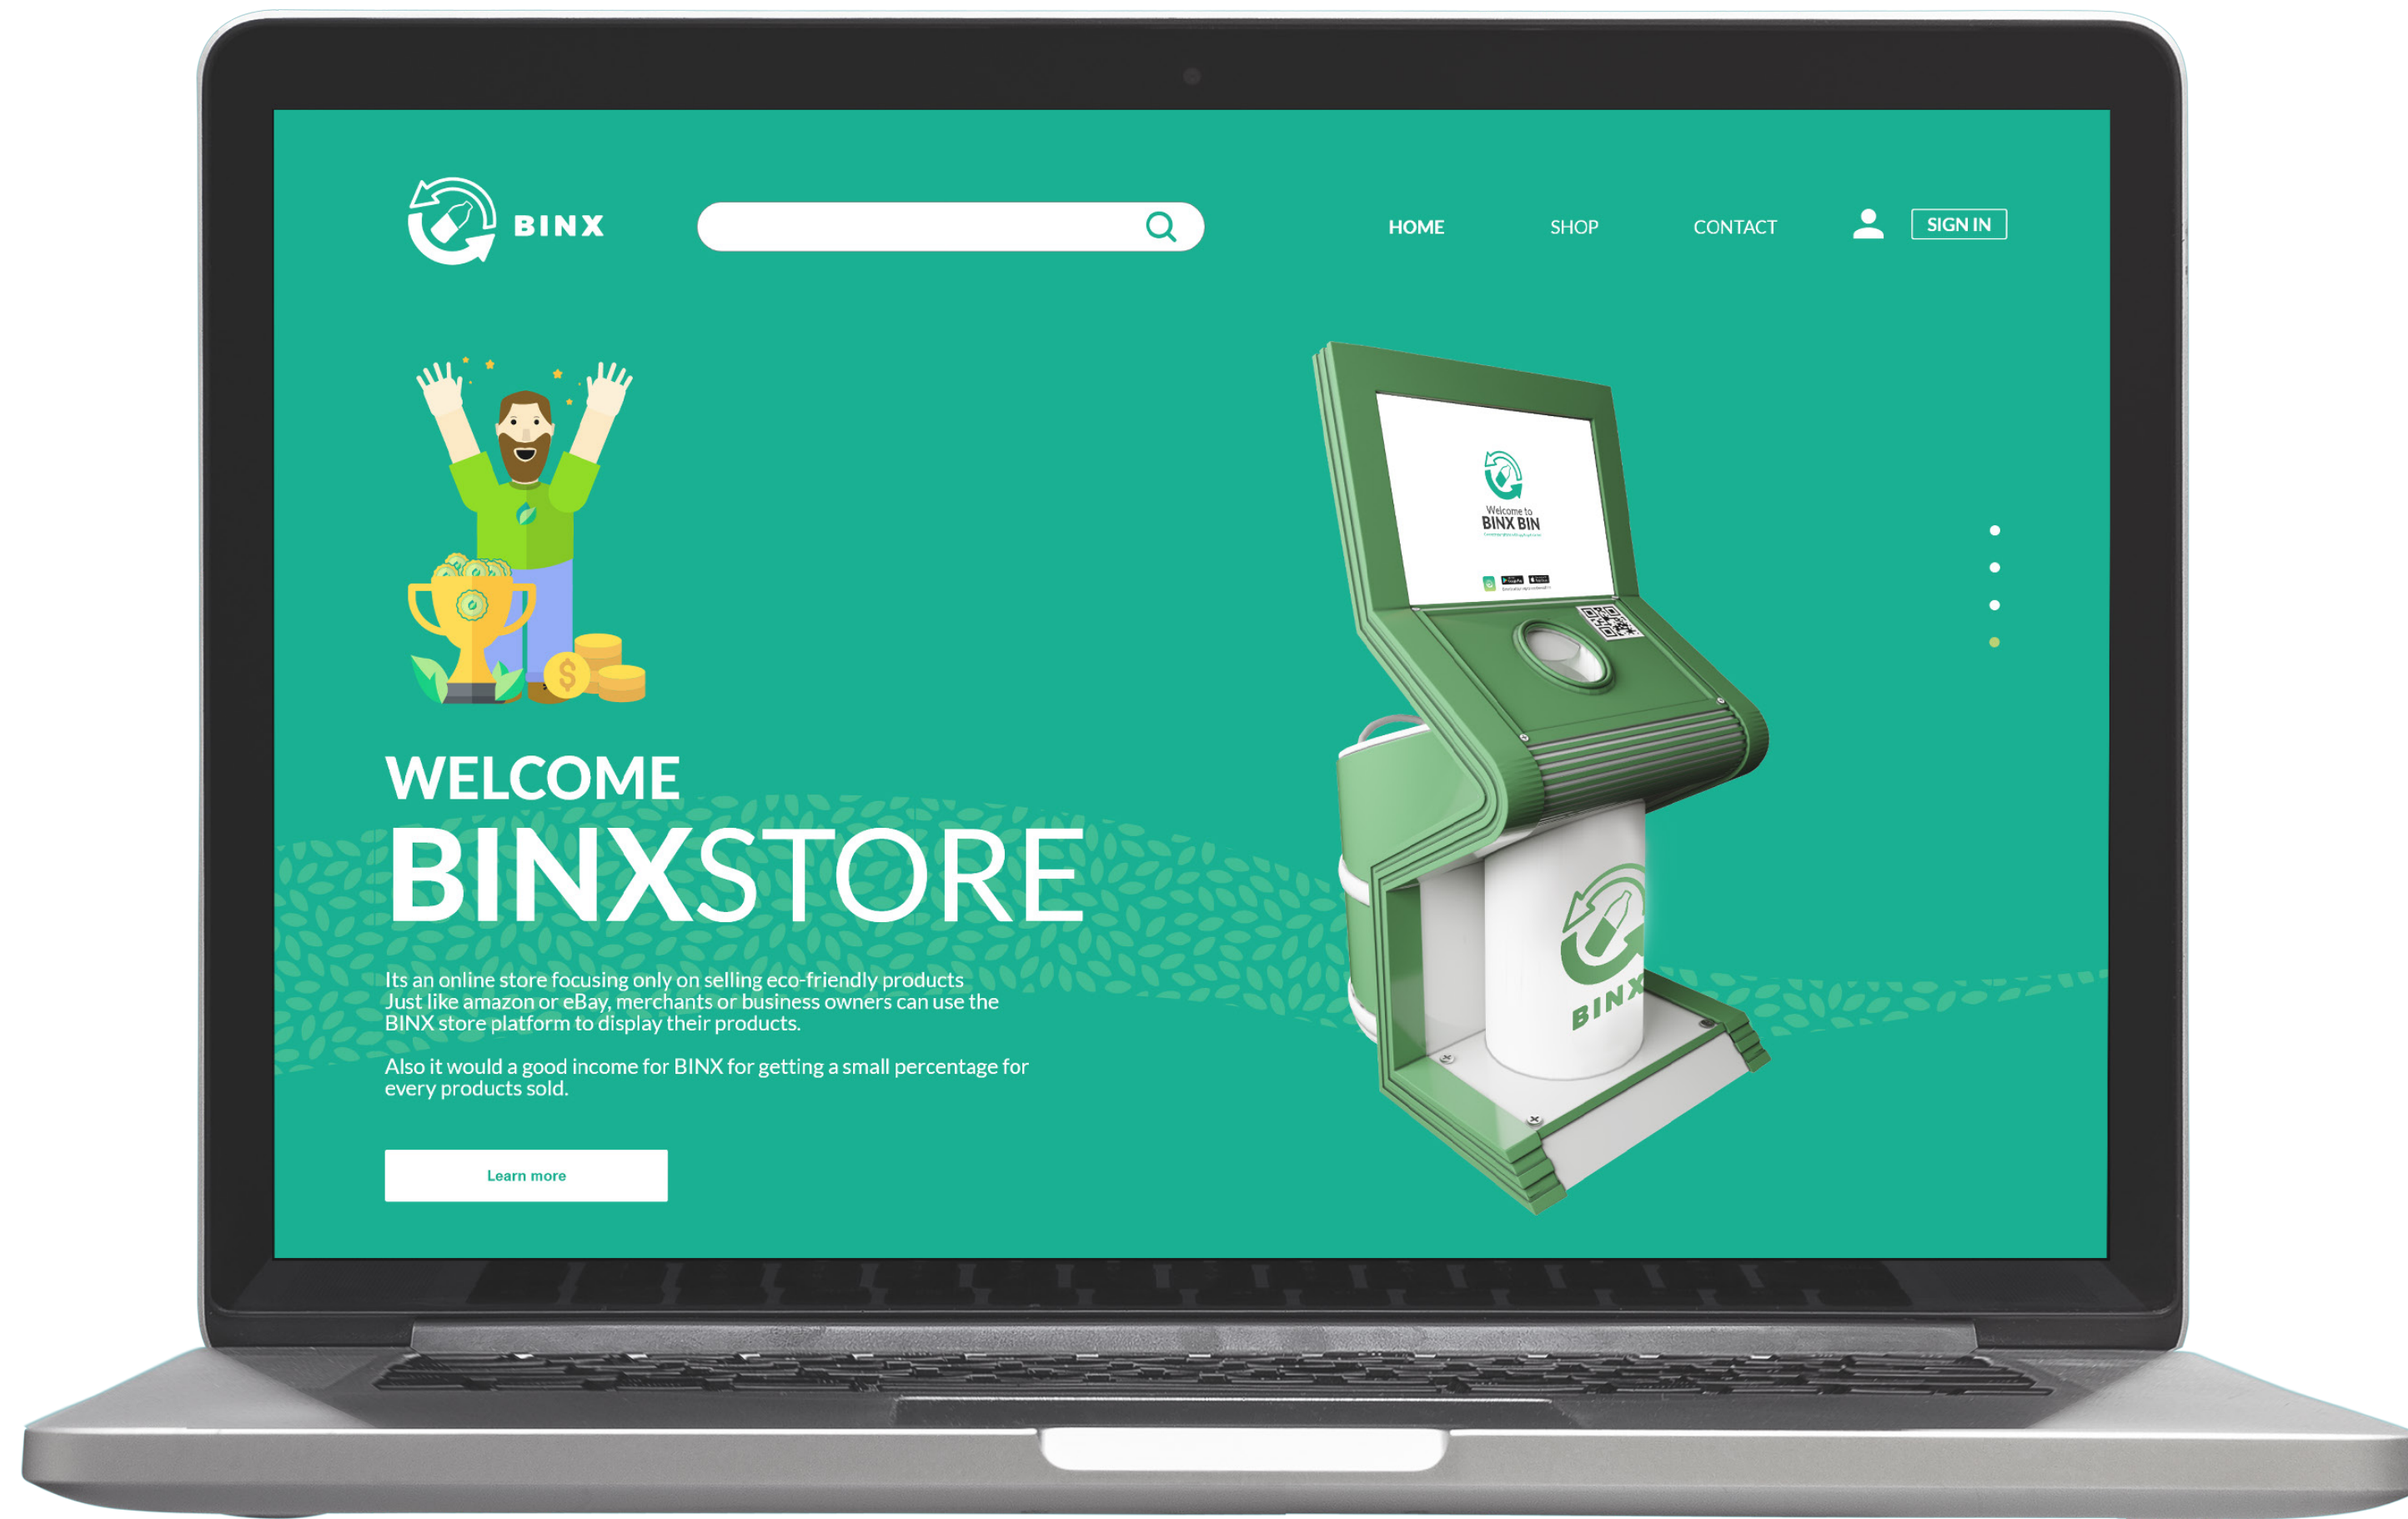 BINX
HOME
SHOP
CONTACT
SIGN IN
Welcome to
BINX BIN
WELCOME
BINXSTORE
Its an online store focusing only on selling eco-friendly products
Just like amazon or eBay, merchants or business owners can use the
BINX store platform to display their products.
Also it would a good income for BINX for getting a small percentage for
every products sold.
Learn more
$
BINX